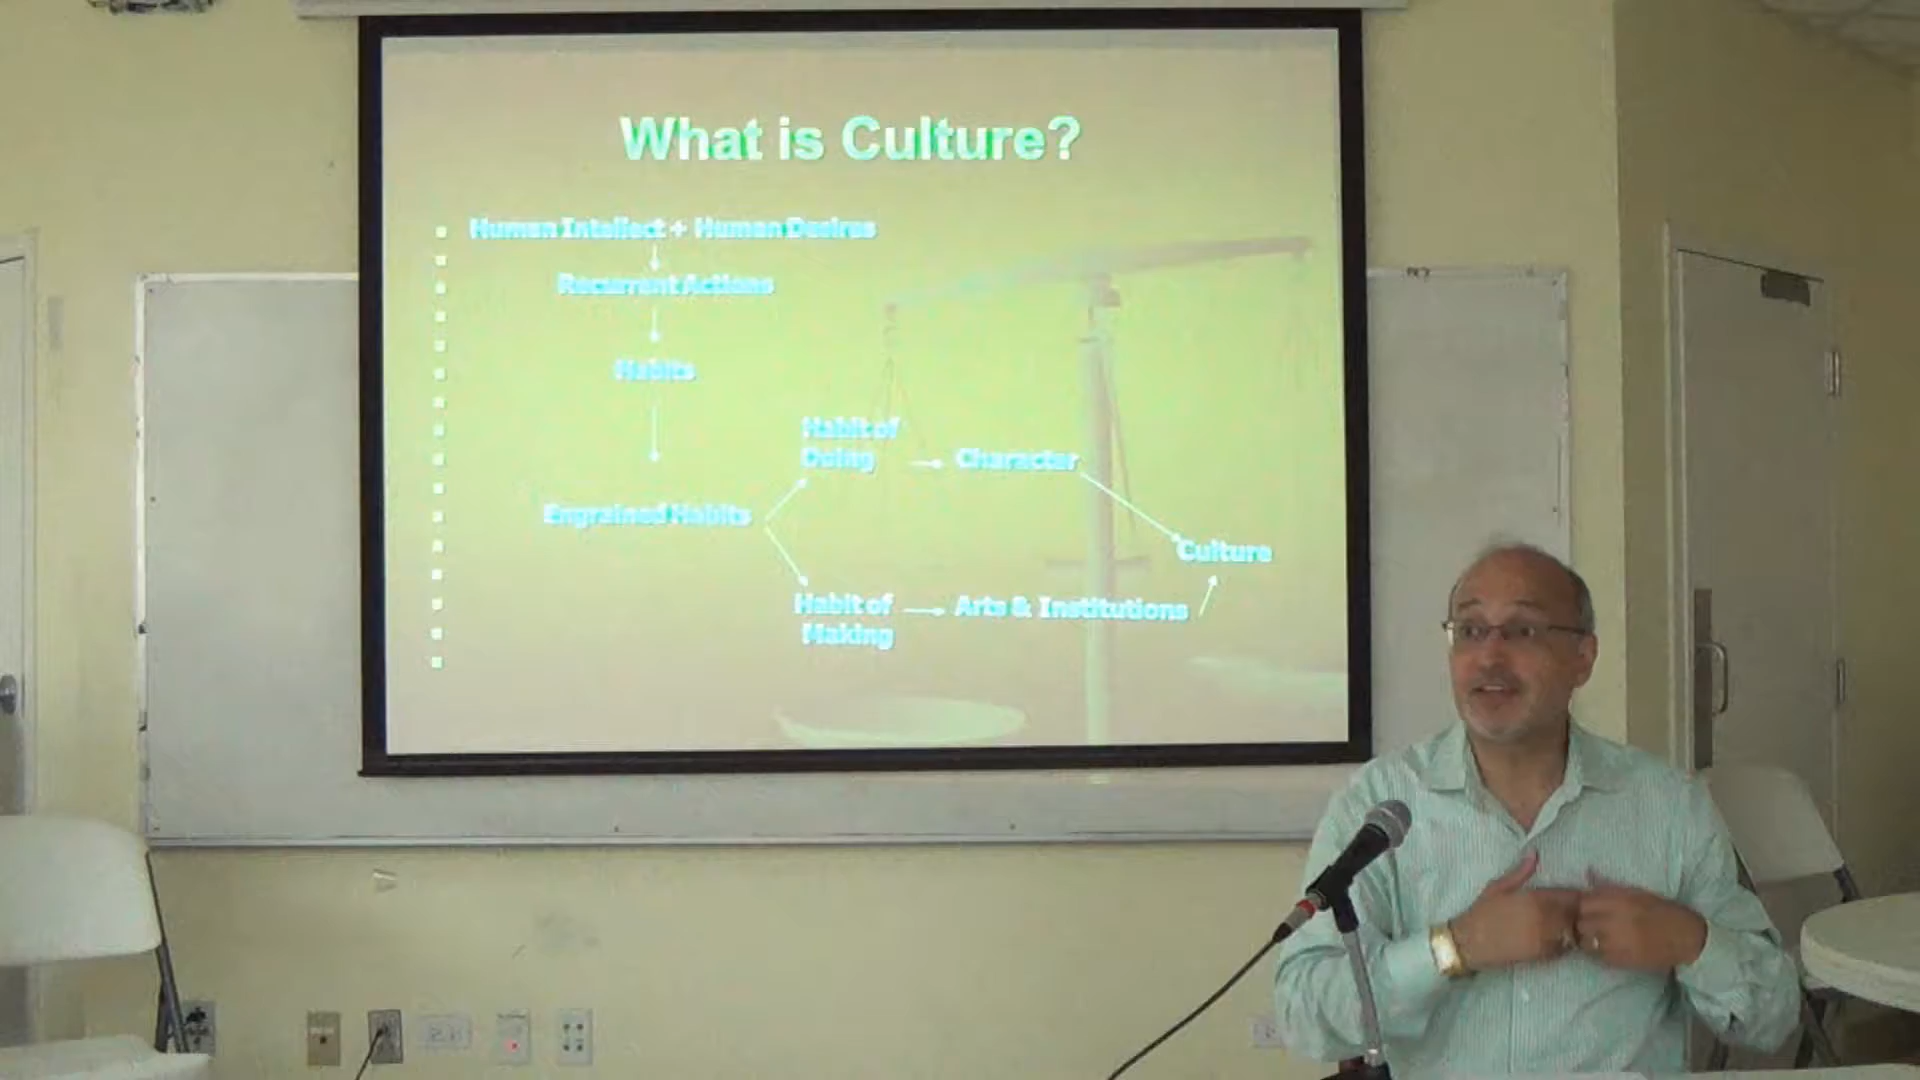 What is Culture?
Human Intellect + Human Desires
Recurrent Actions
Habits
Habit of
Doing
Character
Engrained Habits
Culture
Habit of
Arts & Institutions
Making